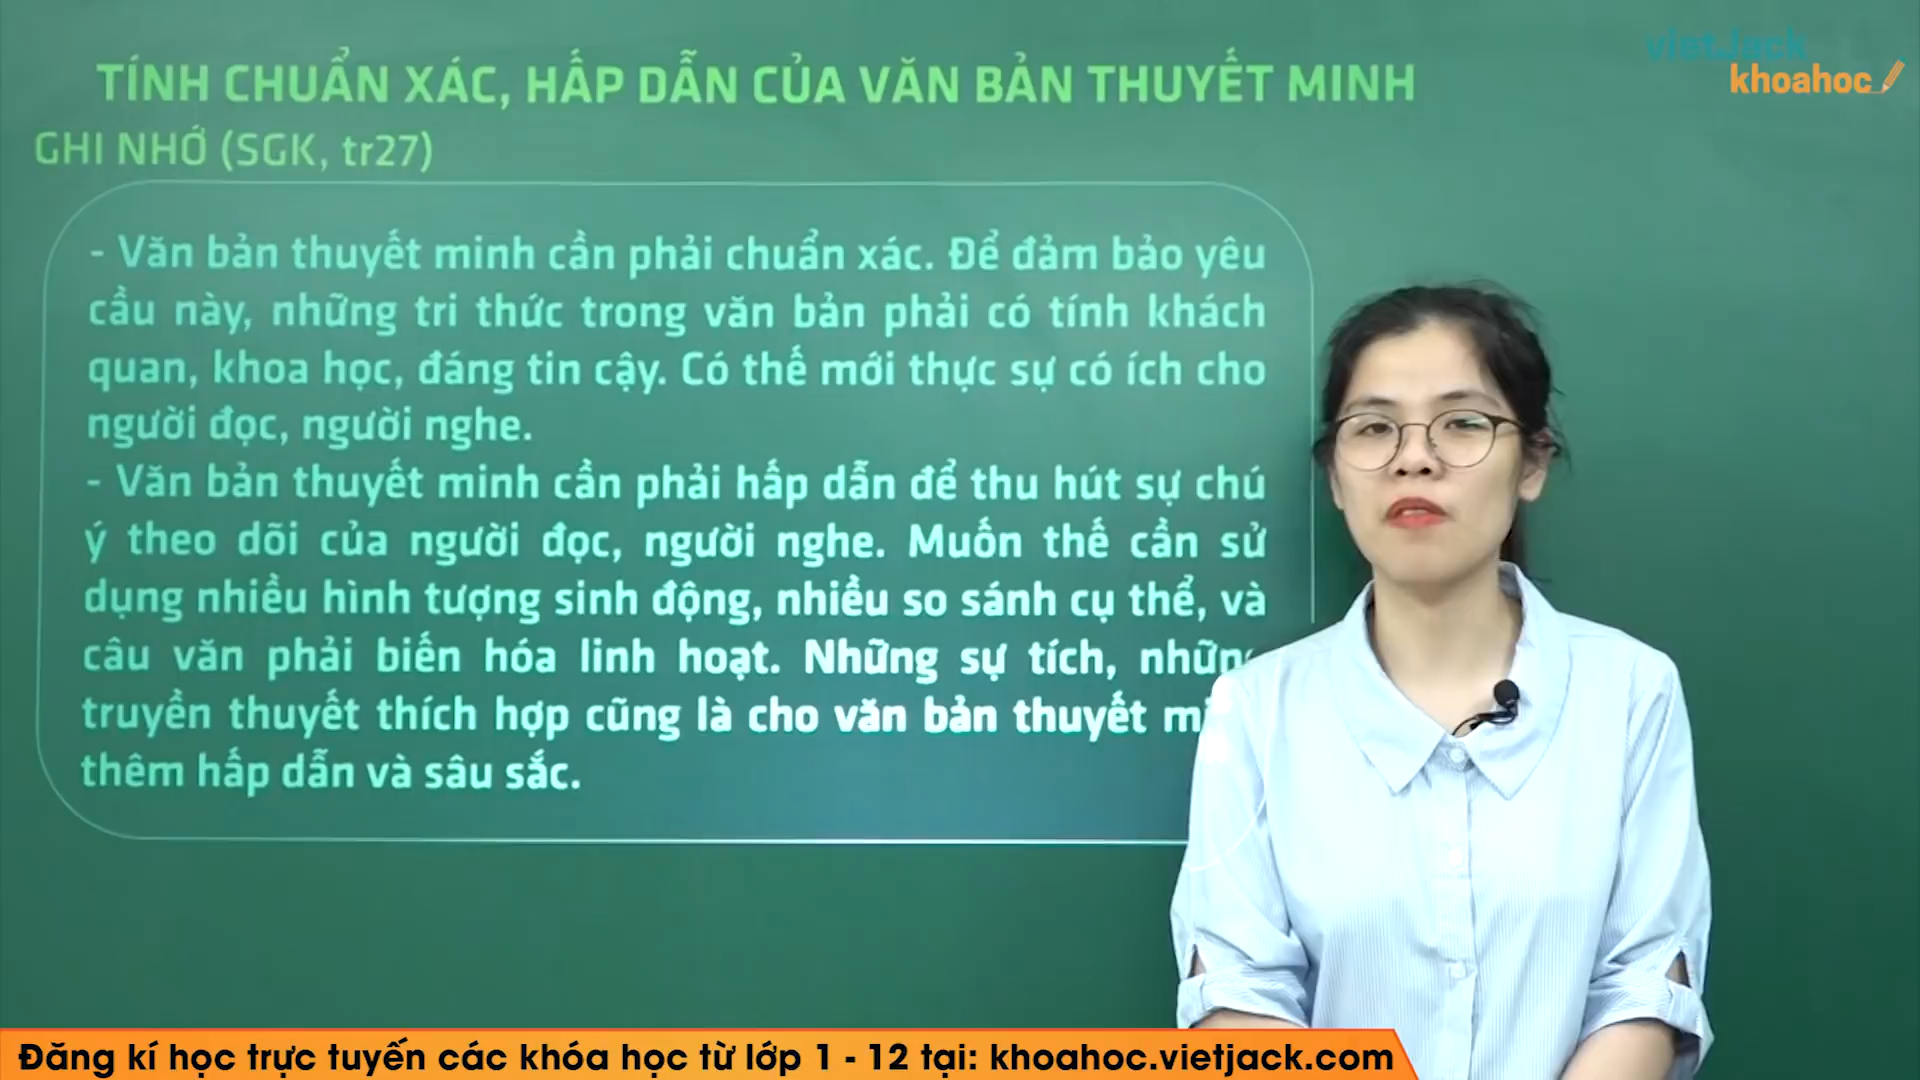 vietJack
khoahoc
TÍNH CHUẨN XÁC, HẤP DẪN CỦA VĂN BẢN THUYẾT MINH
GHI NHỚ (SGK, tr27)
- Văn bản thuyết minh cần phải chuẩn xác. Để đảm bảo yêu
cầu này, những tri thức trong văn bản phải có tính khách
quan, khoa học, đáng tin cậy. Có thế mới thực sự có ích cho
người đọc, người nghe.
- Văn bản thuyết minh cần phải hấp dẫn để thu hút sự chú
ý theo dõi của người đọc, người nghe. Muốn thế cần sử
dụng nhiều hình tượng sinh động, nhiều so sánh cụ thể, và
câu văn phải biến hóa linh hoạt. Những sự tích,
truyền thuyết thích hợp cũng là cho văn bản thuyết
thêm hấp dẫn và sâu sắc.
Đăng kí học trực tuyến các khóa học từ lớp 1 - 12 tại: khoahoc.vietjack.com